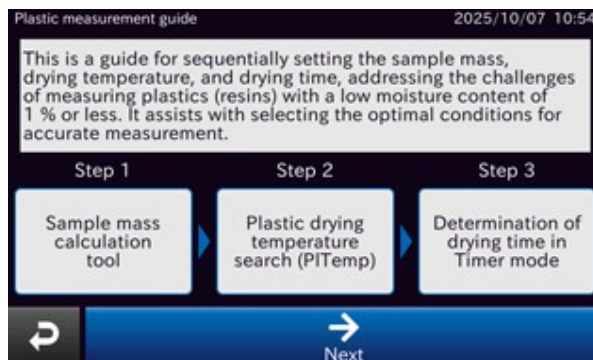 Plastic measurement guide 2025/10/07 10:54
This is a guide for sequentially setting the sample mass,
drying temperature, and drying time, addressing the challenges
of measuring plastics (resins) with a low moisture content of
1 % or less. It assists with selecting the optimal conditions for
accurate measurement.
Step 1
Step 2
Step 3
Sample mass
calculation
tool
Plastic drying
temperature
search (PlTemp)
Determination of
drying time in
Timer mode
Next